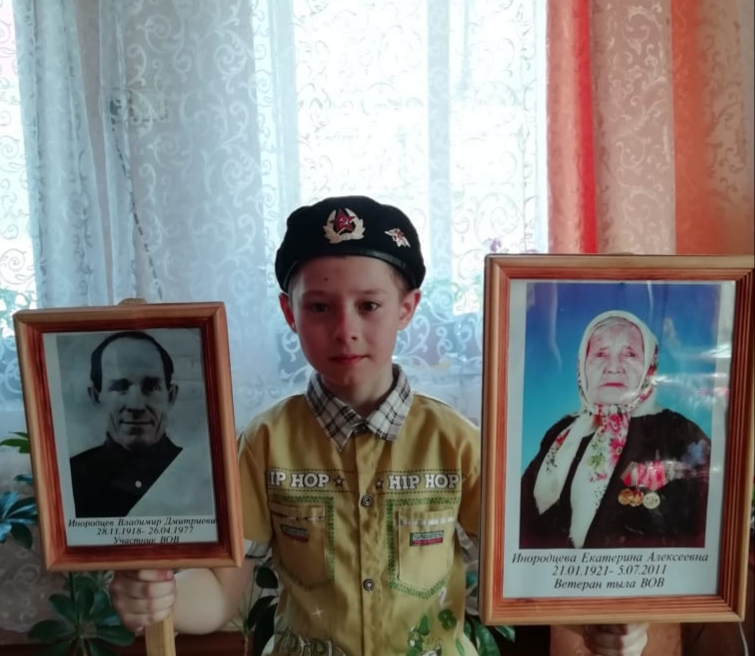 HIP HOP HIP HOP
Инородцев Владимир Дмитриевич
28.11.1918- 26.04.1977
Участник ВОВ
Инородцева Екатерина Алексеевна
21.01.1921- 5.07.2011
Ветеран тыла ВОВ